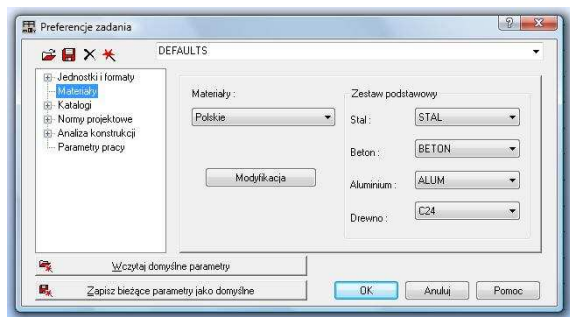 Preferencje zadania
DEFAULTS
Jednostki i formaty
Materiały
Katalogi
Normy projektowe
Analiza konstrukcji
Parametry pracy
Materiały :
Polskie
Modyfikacja
Zestaw podstawowy
Stal :
STAL
Beton :
BETON
Aluminium :
ALUM
Drewno :
C24
Wczytaj domyślne parametry
Zapisz bieżące parametry jako domyślne
OK
Anuluj
Pomoc